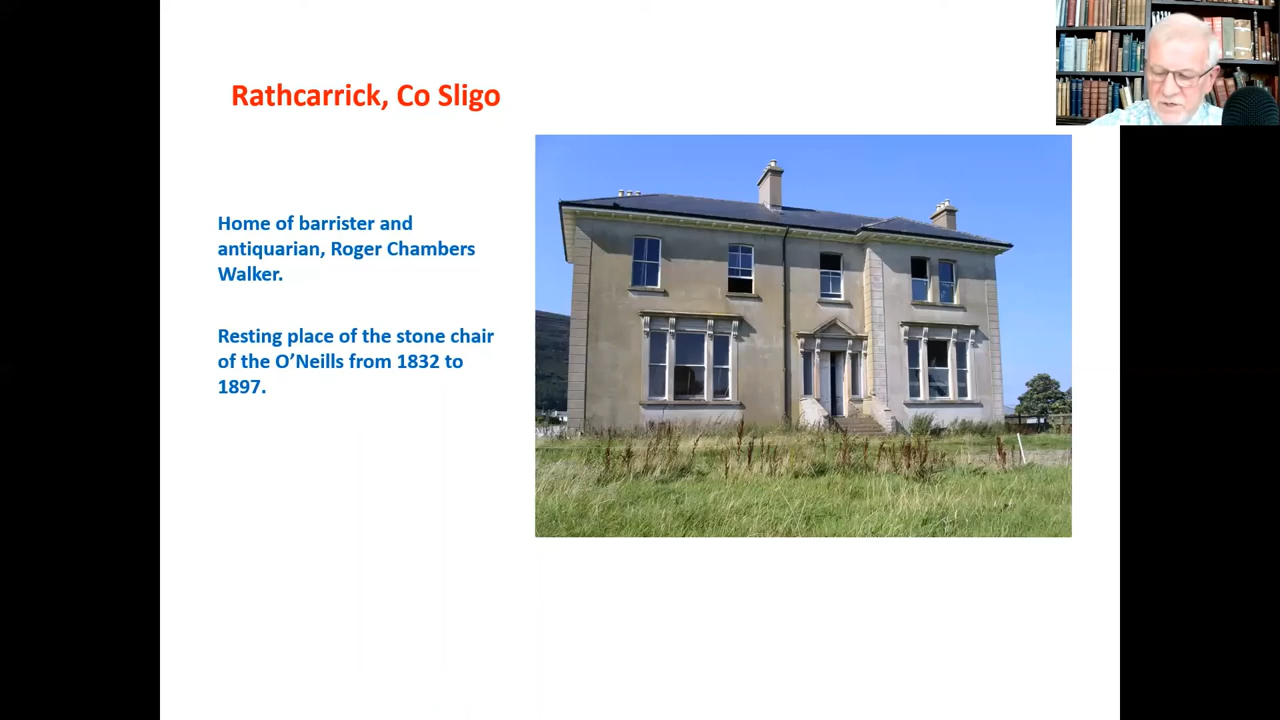 Rathcarrick, Co Sligo
Home of barrister and
antiquarian, Roger Chambers
Walker.
Resting place of the stone chair
of the O’Neills from 1832 to
1897.